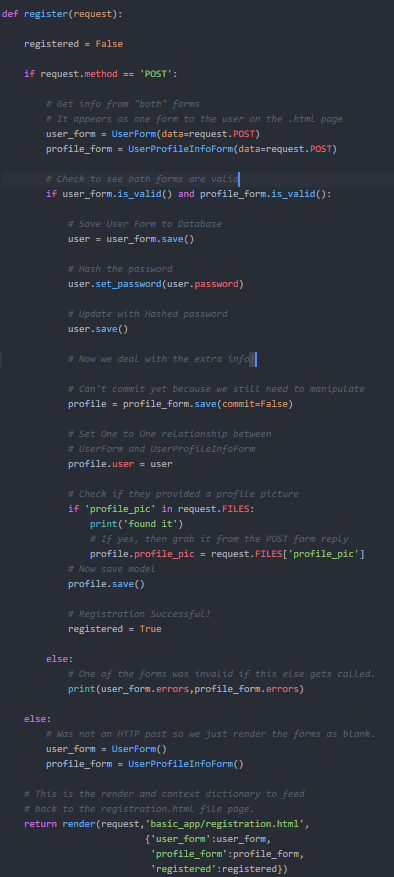 def register(request):
registered = False
if request.method == 'POST':
# Get info from "both" forms
# It appears as one form to the user on the .html page
user_form = UserForm(data=request.POST)
profile_form = UserProfileInfoForm(data=request.POST)
# Check to see both forms are valid
if user_form.is_valid() and profile_form.is_valid():
# Save User Form to Database
user = user_form.save()
# Hash the password
user.set_password(user.password)
# Update with Hashed password
user.save()
# Now we deal with the extra info!
# Can't commit yet because we still need to manipulate
profile = profile_form.save(commit=False)
# Set One to One relationship between
# UserForm and UserProfileInfoForm
profile.user = user
# Check if they provided a profile picture
if 'profile_pic' in request.FILES:
print('found it')
# If yes, then grab it from the POST form reply
profile.profile_pic = request.FILES['profile_pic']
# Now save model
profile.save()
# Registration Successful!
registered = True
else:
# One of the forms was invalid if this else gets called.
print(user_form.errors,profile_form.errors)
else:
# Was not an HTTP post so we just render the forms as blank.
user_form = UserForm()
profile_form = UserProfileInfoForm()
# This is the render and context dictionary to feed
# back to the registration.html file page.
return render(request,'basic_app/registration.html',
{'user_form':user_form,
'profile_form':profile_form,
'registered':registered})